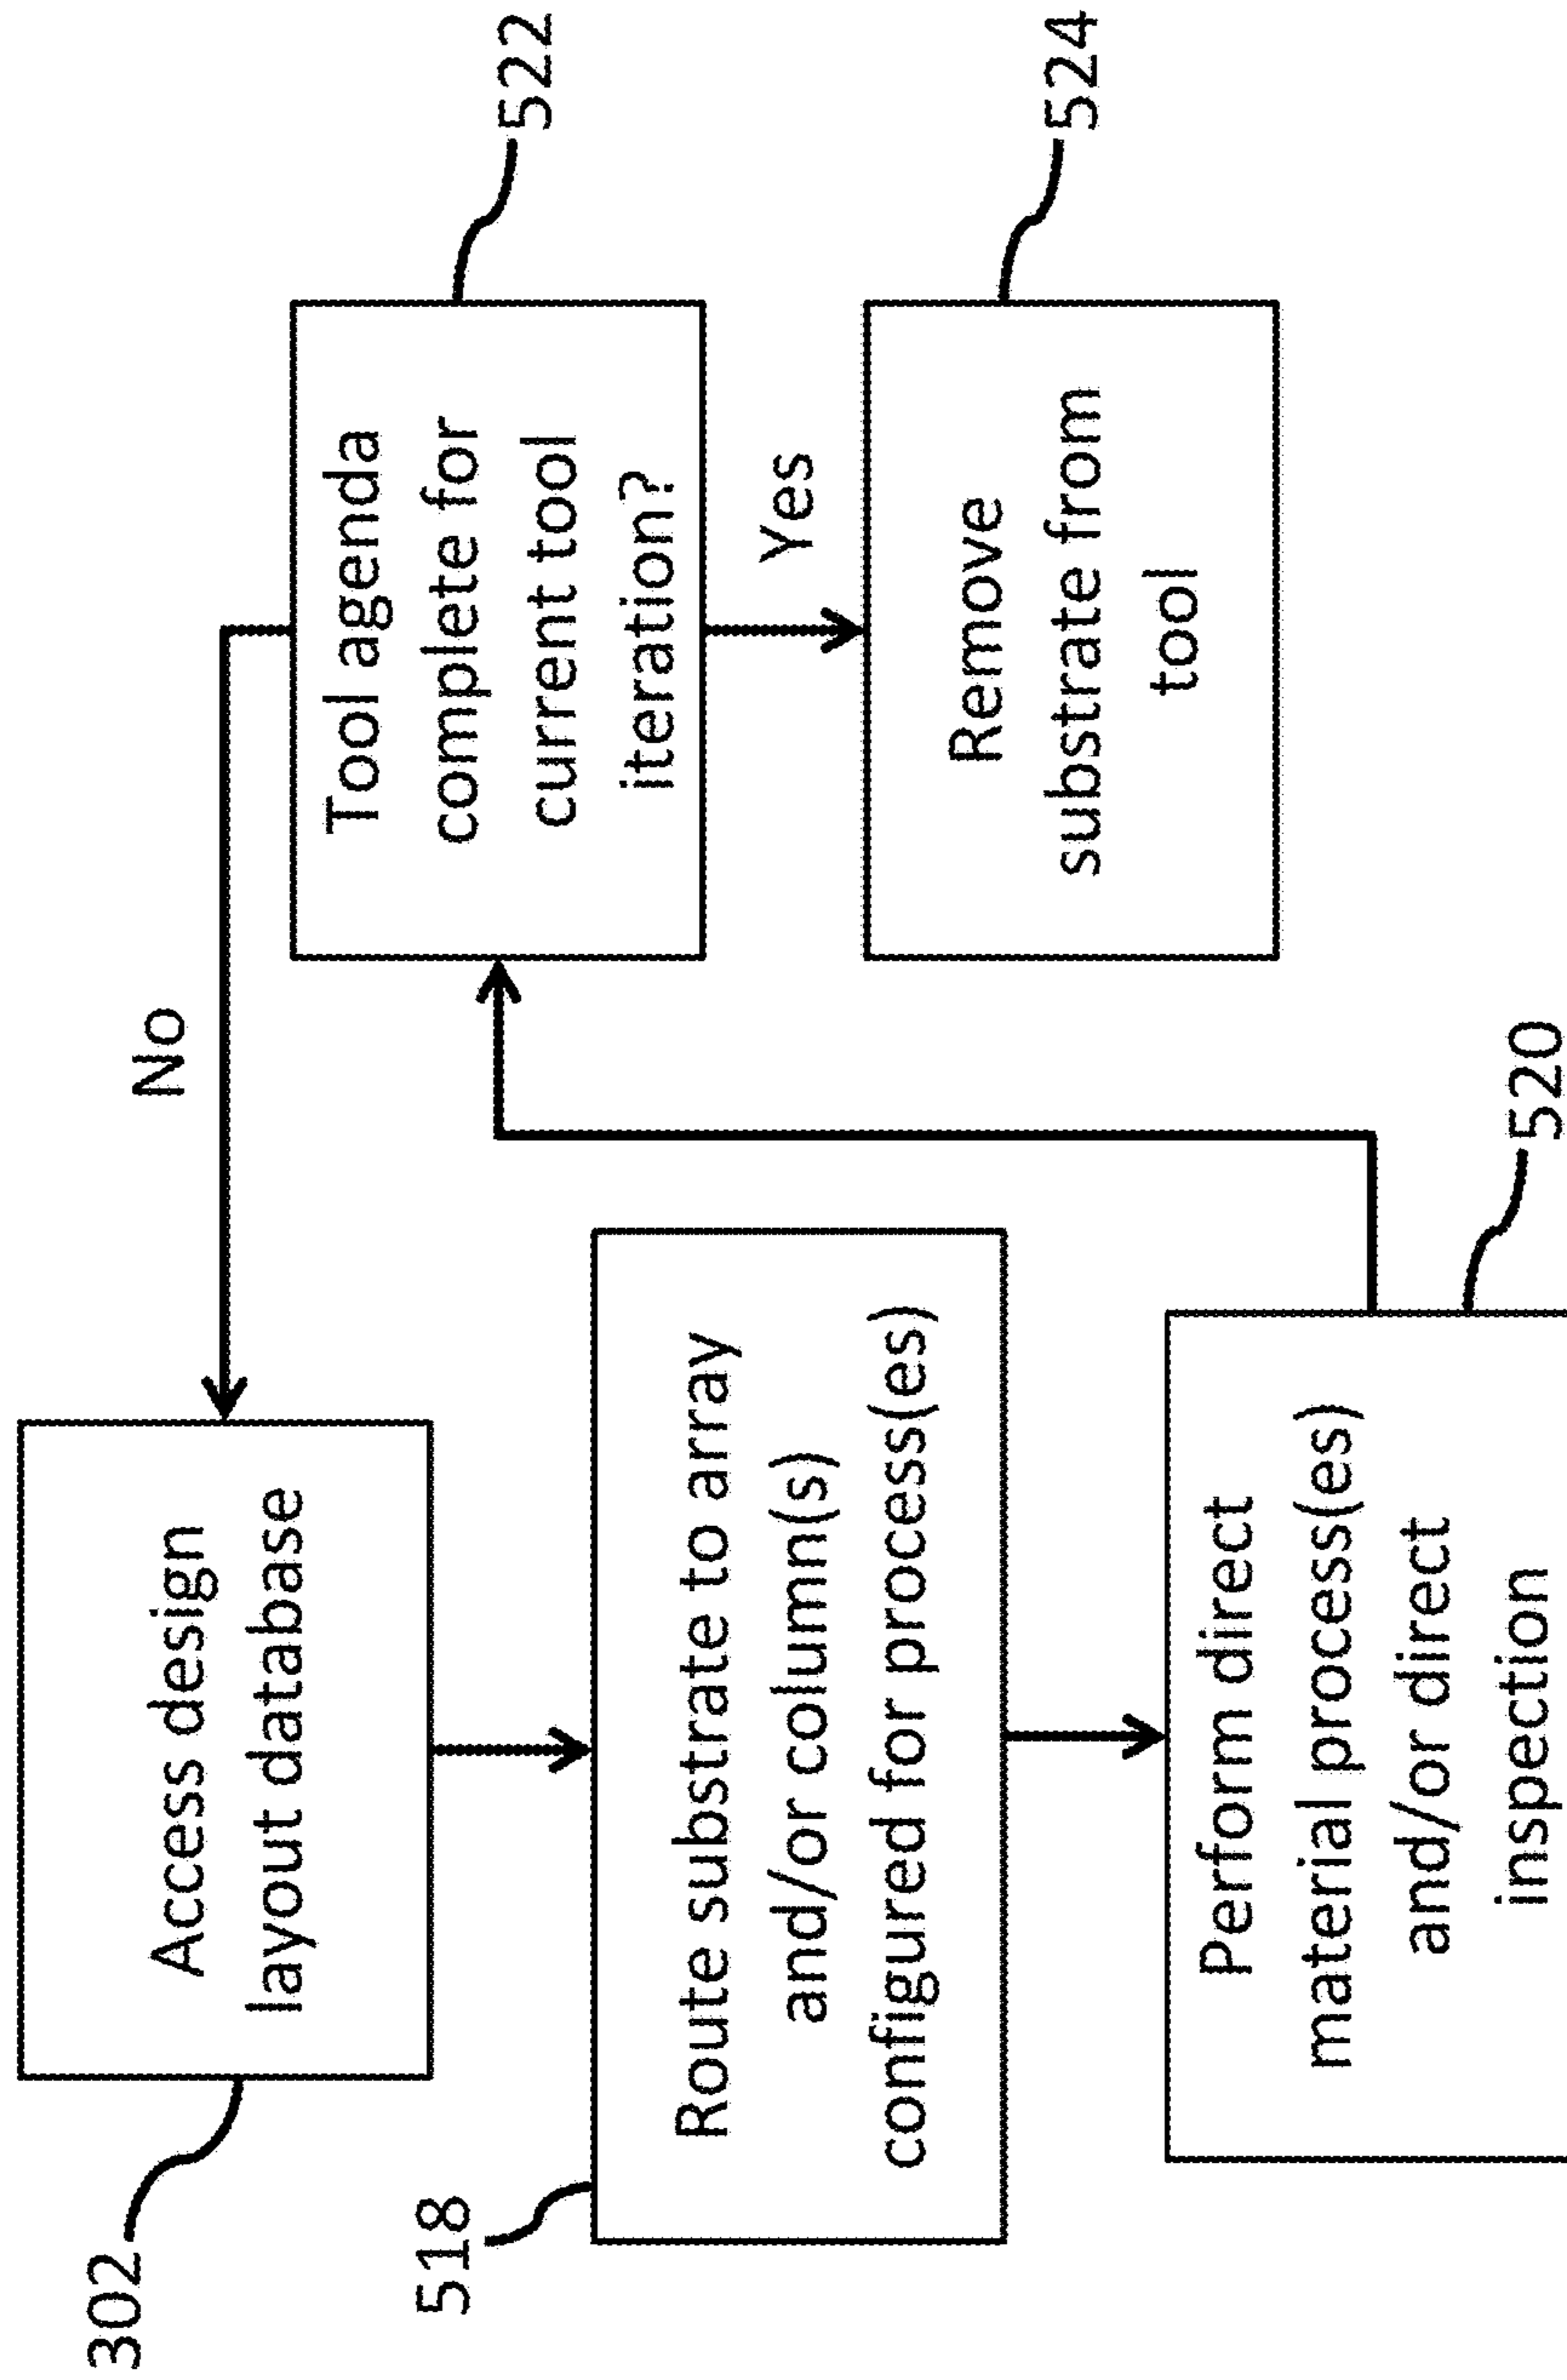 302
Access design
layout database
518
Route substrate to array
and/or column(s)
configured for process(es)
Perform direct
material process(es)
and/or direct
inspection
520
No
Tool agenda
complete for
current tool
iteration?
522
Yes
Remove
substrate from
tool
524